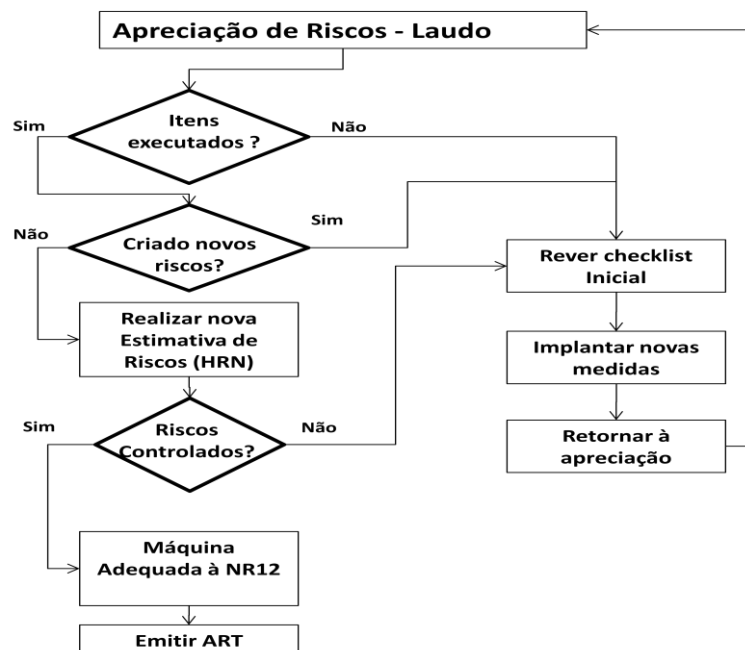 Apreciação de Riscos - Laudo
Sim
Itens
executados ?
Não
Não
Criado novos
riscos?
Sim
Rever checklist
Inicial
Realizar nova
Estimativa de
Riscos (HRN)
Implantar novas
medidas
Sim
Riscos
Controlados?
Não
Retornar à
apreciação
Máquina
Adequada à NR12
Emitir ART